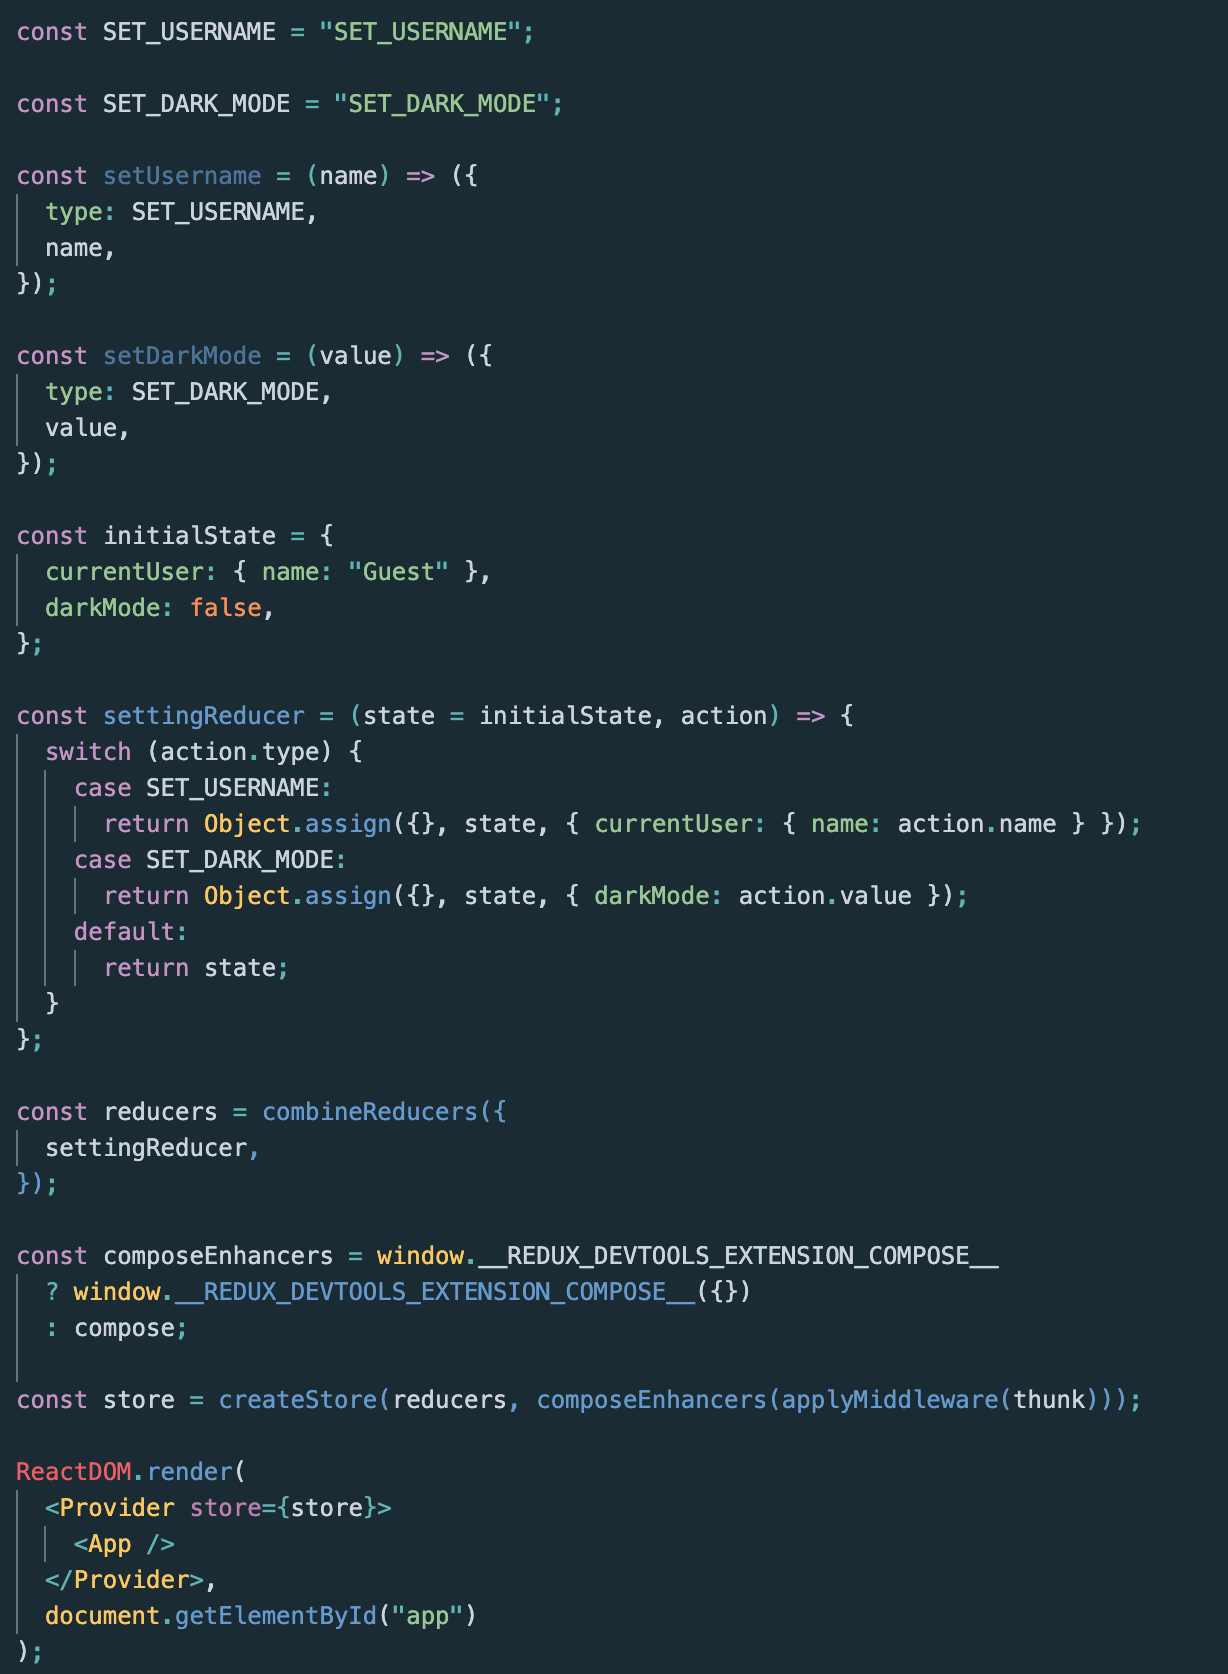 const SET_USERNAME = "SET_USERNAME";
const SET_DARK_MODE = "SET_DARK_MODE";
const setUsername = (name) => ({
  type: SET_USERNAME,
  name,
});
const setDarkMode = (value) => ({
  type: SET_DARK_MODE,
  value,
});
const initialState = {
  currentUser: { name: "Guest" },
  darkMode: false,
};
const settingReducer = (state = initialState, action) => {
  switch (action.type) {
    case SET_USERNAME:
      return Object.assign({}, state, { currentUser: { name: action.name } });
    case SET_DARK_MODE:
      return Object.assign({}, state, { darkMode: action.value });
    default:
      return state;
  }
};
const reducers = combineReducers({
  settingReducer,
});
const composeEnhancers = window.__REDUX_DEVTOOLS_EXTENSION_COMPOSE__
  ? window.__REDUX_DEVTOOLS_EXTENSION_COMPOSE__({})
  : compose;
const store = createStore(reducers, composeEnhancers(applyMiddleware(thunk)));
ReactDOM.render(
  <Provider store={store}>
    <App />
  </Provider>,
  document.getElementById("app")
);